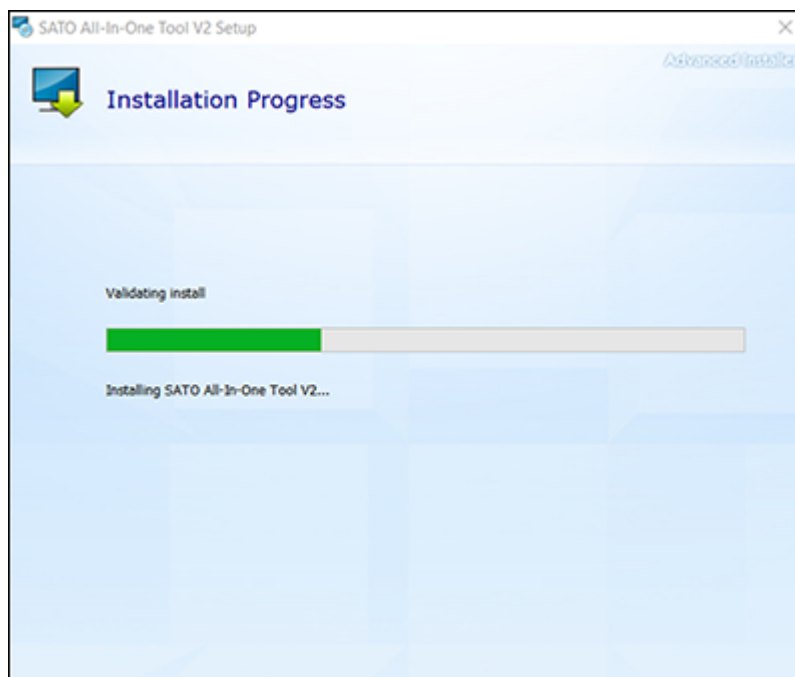 SATO All-In-One Tool V2 Setup
Advanced Installer
Installation Progress
Validating install
Installing SATO All-In-One Tool V2...